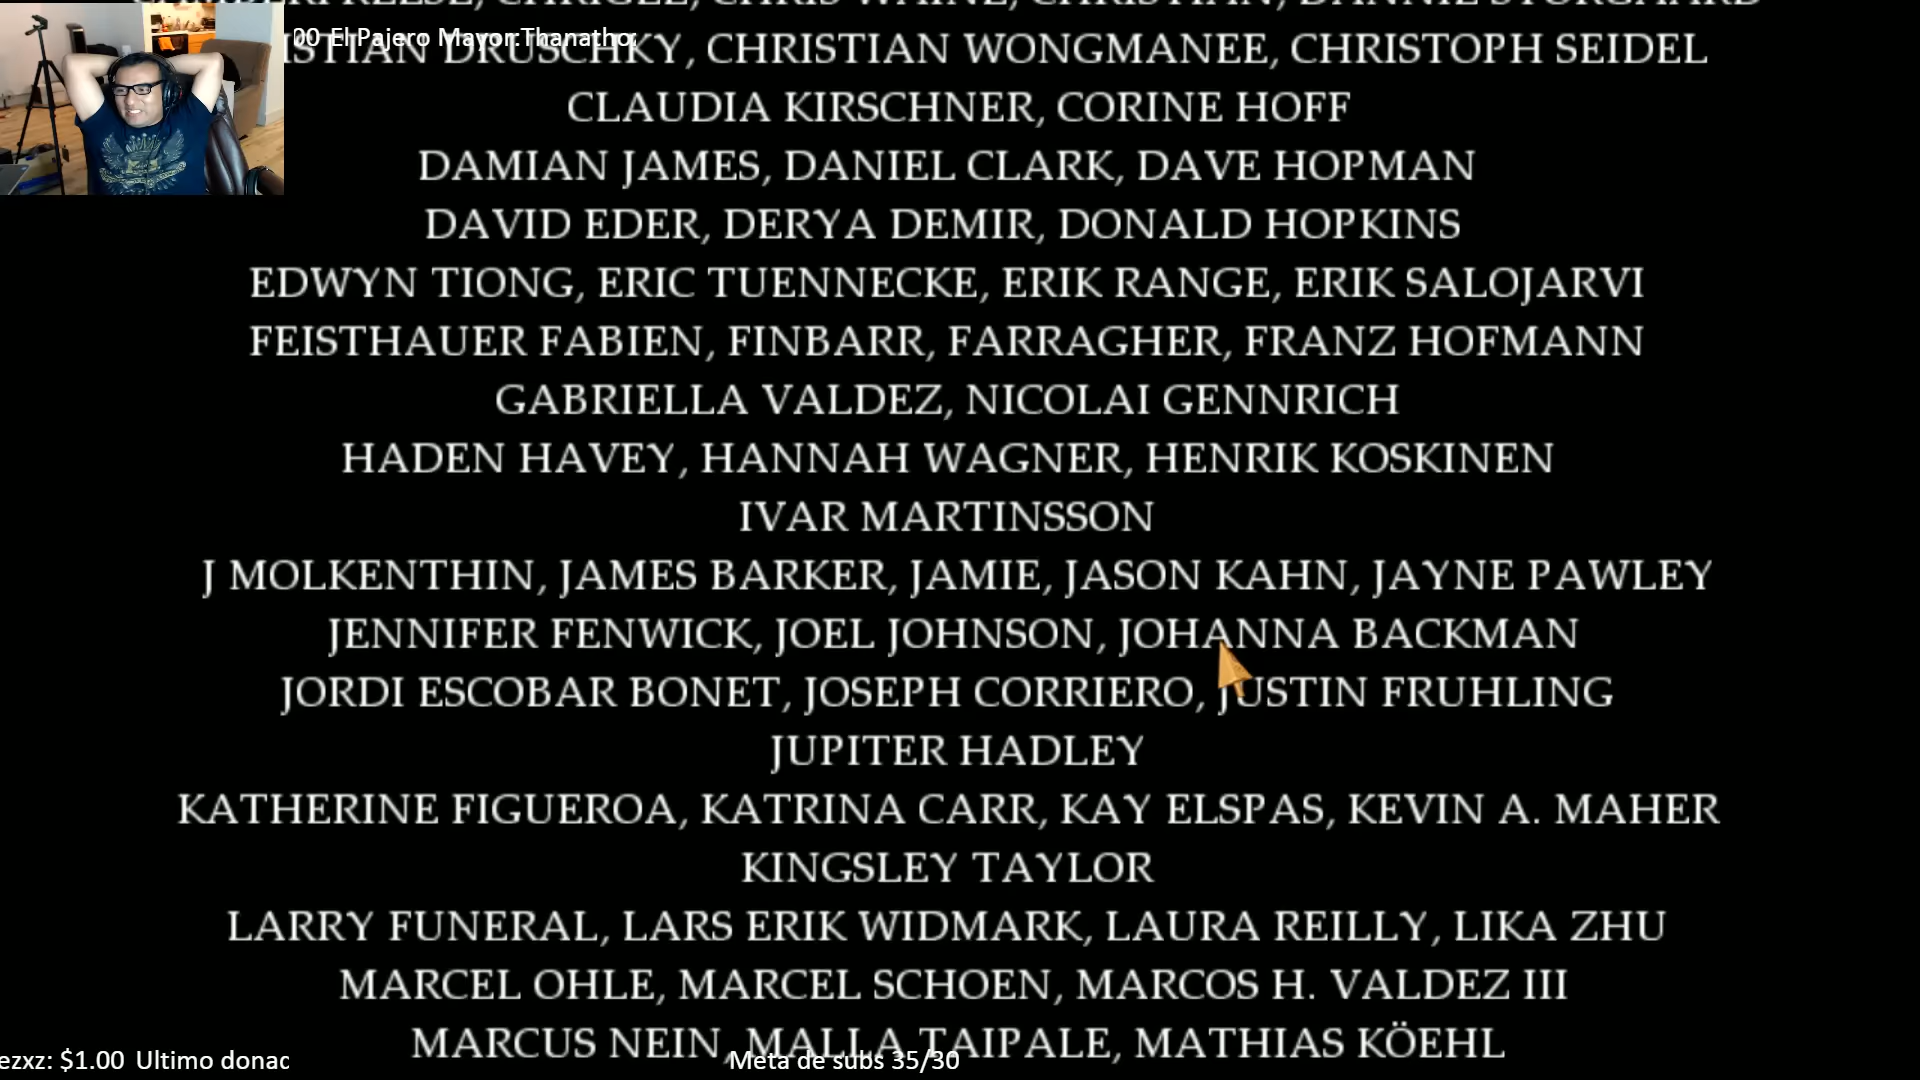 00 El Pajero Mayor:Thanatho
CHRISTIAN WONGMANEE, CHRISTOPH SEIDEL
CLAUDIA KIRSCHNER, CORINE HOFF
DAMIAN JAMES, DANIEL CLARK, DAVE HOPMAN
DAVID EDER, DERYA DEMIR, DONALD HOPKINS
EDWYN TIONG, ERIC TUENNECKE, ERIK RANGE, ERIK SALOJARVI
FEISTHAUER FABIEN, FINBARR, FARRAGHER, FRANZ HOFMANN
GABRIELLA VALDEZ, NICOLAI GENNRICH
HADEN HAVEY, HANNAH WAGNER, HENRIK KOSKINEN
IVAR MARTINSSON
J MOLKENTHIN, JAMES BARKER, JAMIE, JASON KAHN, JAYNE PAWLEY
JENNIFER FENWICK, JOEL JOHNSON, JOHANNA BACKMAN
JORDI ESCOBAR BONET, JOSEPH CORRIERO, JUSTIN FRUHLING
JUPITER HADLEY
KATHERINE FIGUEROA, KATRINA CARR, KAY ELSPAS, KEVIN A. MAHER
KINGSLEY TAYLOR
LARRY FUNERAL, LARS ERIK WIDMARK, LAURA REILLY, LIKA ZHU
MARCEL OHLE, MARCEL SCHOEN, MARCOS H. VALDEZ III
MARCUS NEIN, MALLA TAIPALE, MATHIAS KÖEHL
ezxz: $1.00 Ultimo donac
Meta de subs 35/30